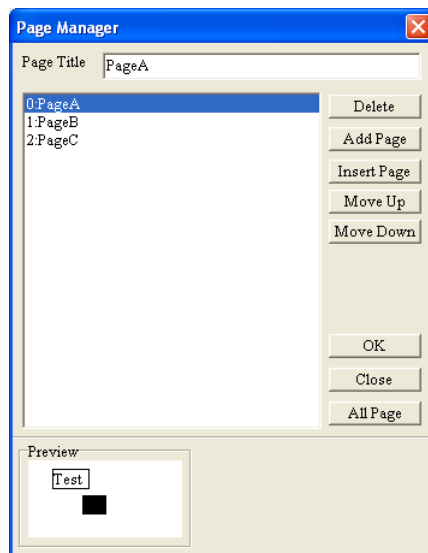 Page Manager
Page Title PageA
0:PageA
1:PageB
2:PageC
Delete
Add Page
Insert Page
Move Up
Move Down
OK
Close
All Page
Preview
Test